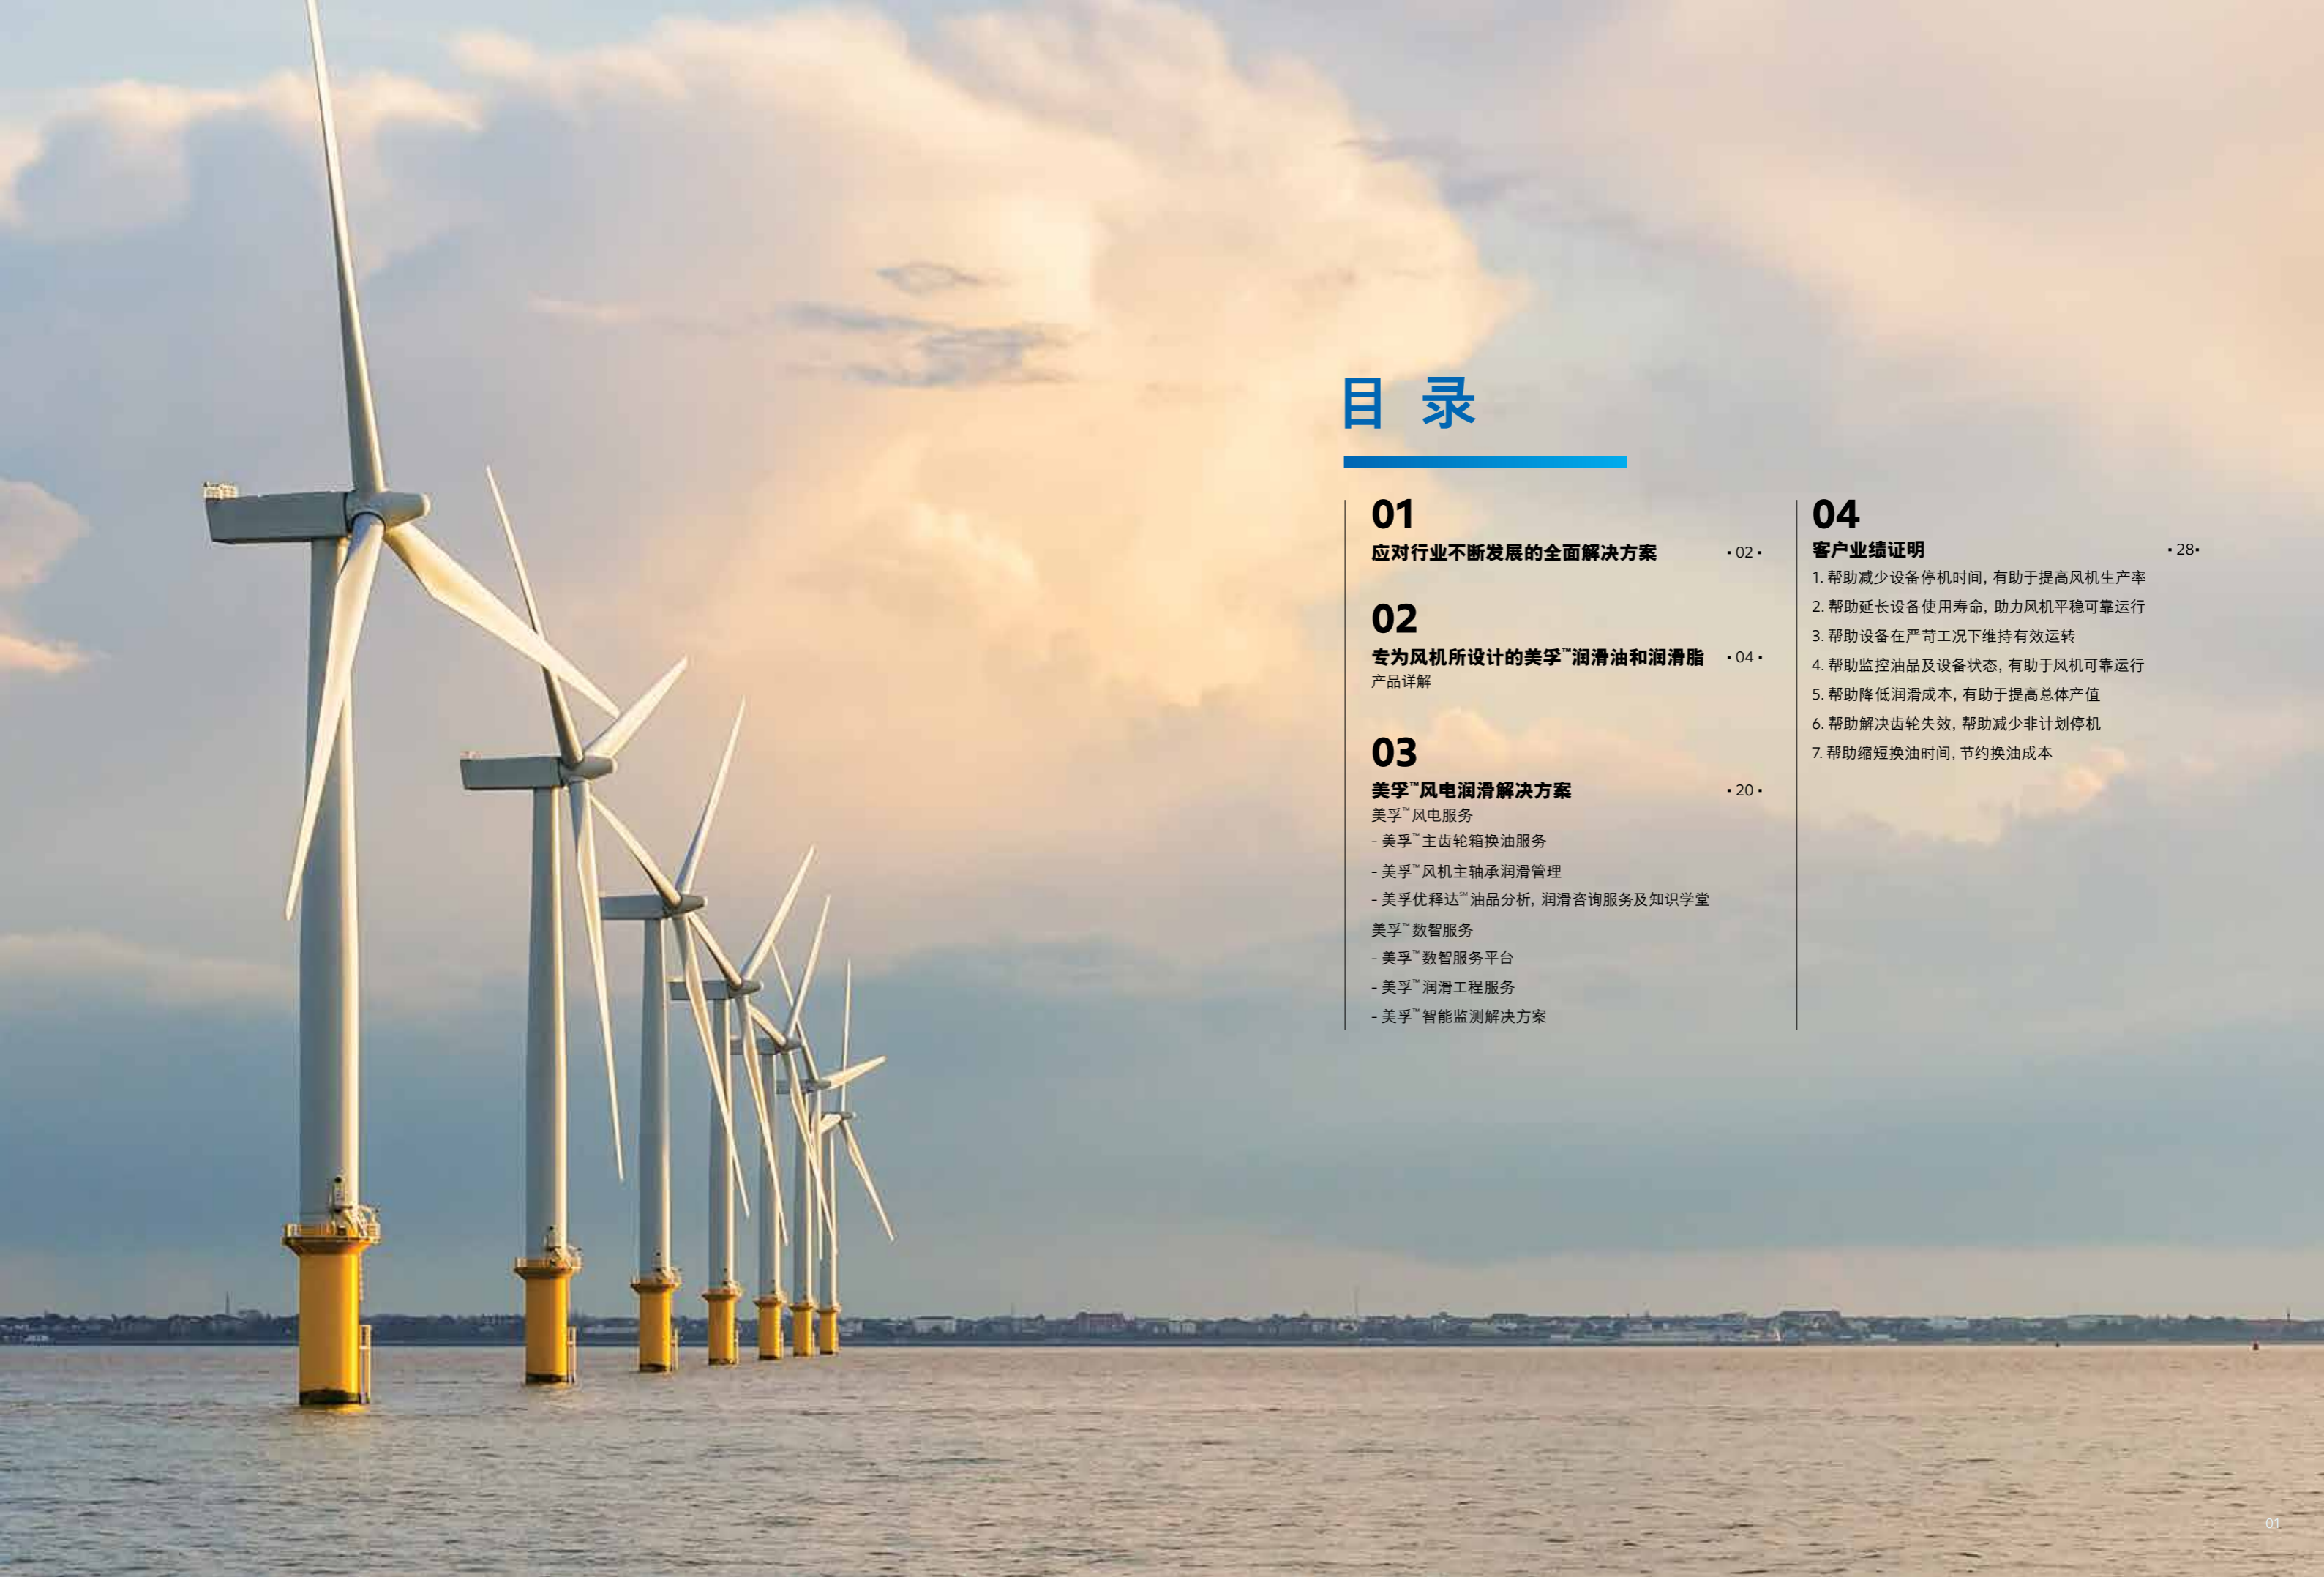 目 录
01
应对行业不断发展的全面解决方案 • 02 •
02
专为风机所设计的美孚™润滑油和润滑脂 • 04 •
产品详解
03
美孚™风电润滑解决方案 • 20 •
美孚™风电服务
- 美孚™主齿轮箱换油服务
- 美孚™风机主轴承润滑管理
- 美孚优释达℠油品分析, 润滑咨询服务及知识学堂
美孚™数智服务
- 美孚™数智服务平台
- 美孚™润滑工程服务
- 美孚™智能监测解决方案
04
客户业绩证明 • 28•
1. 帮助减少设备停机时间, 有助于提高风机生产率
2. 帮助延长设备使用寿命, 助力风机平稳可靠运行
3. 帮助设备在严苛工况下维持有效运转
4. 帮助监控油品及设备状态, 有助于风机可靠运行
5. 帮助降低润滑成本, 有助于提高总体产值
6. 帮助解决齿轮失效, 帮助减少非计划停机
7. 帮助缩短换油时间, 节约换油成本
01